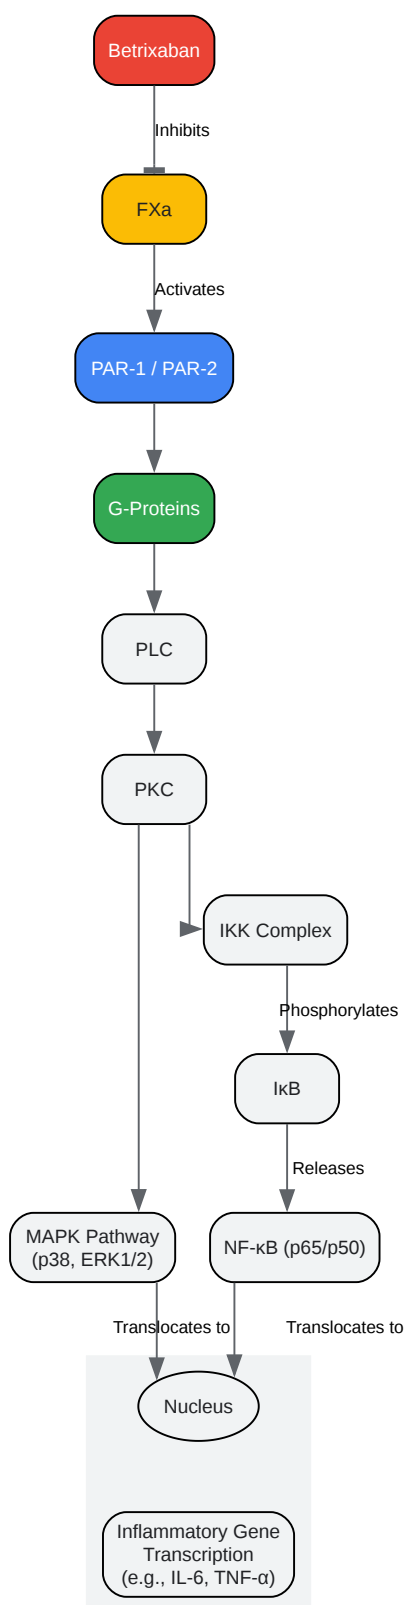 Betrixaban
Inhibits
FXa
Activates
PAR-1 / PAR-2
G-Proteins
PLC
PKC
IKK Complex
Phosphorylates
IκB
Releases
MAPK Pathway
(p38, ERK1/2)
NF-κB (p65/p50)
Translocates to
Translocates to
Nucleus
Inflammatory Gene
Transcription
(e.g., IL-6, TNF-α)